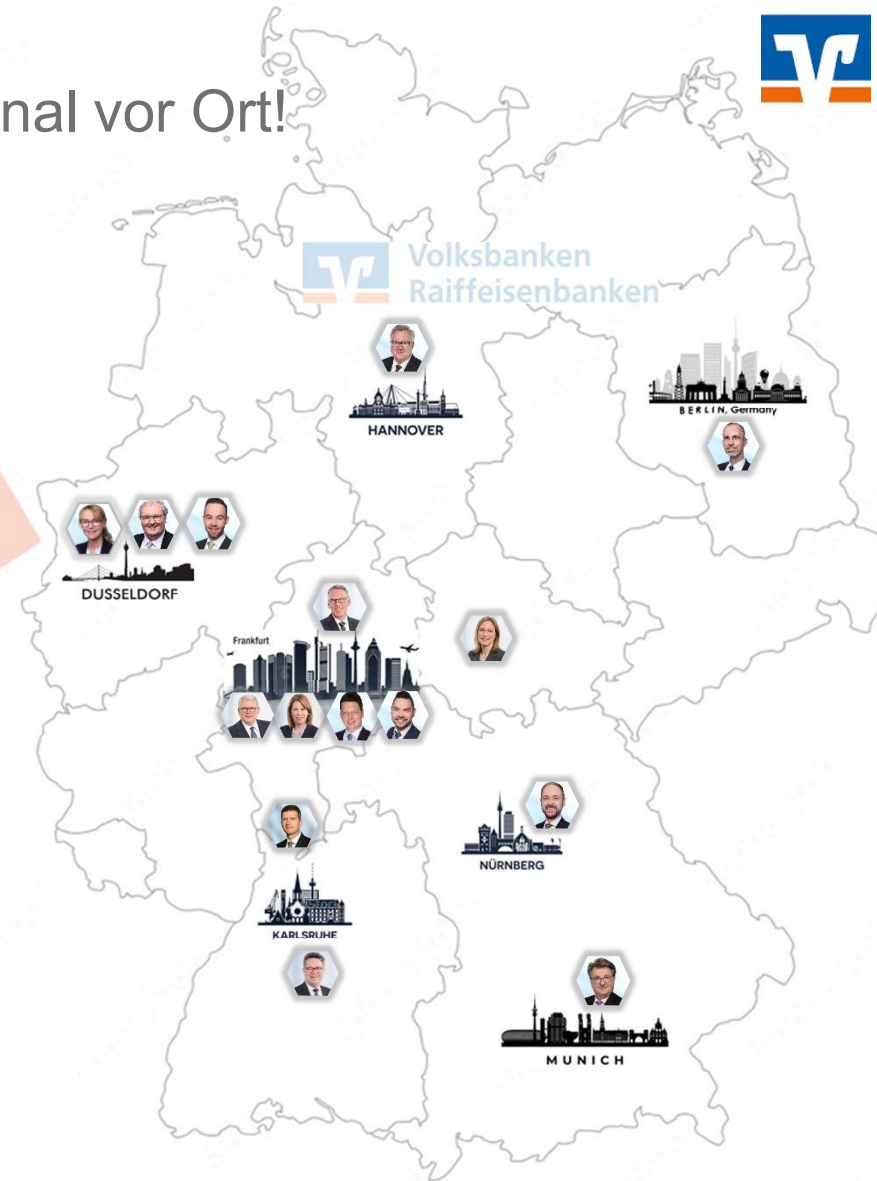 nal vor Ort!
Volksbanken
Raiffeisenbanken
HANNOVER
BERLIN, Germany
DUSSELDORF
Frankfurt
NÜRNBERG
KARLSRUHE
MUNICH